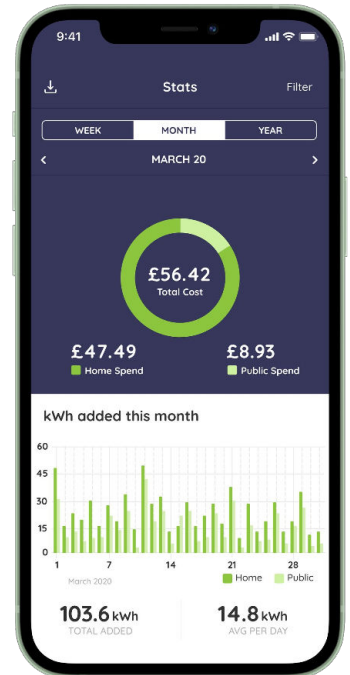 9:41
Stats
Filter
WEEK MONTH YEAR
MARCH 20
£56.42
Total Cost
£47.49 £8.93
Home Spend Public Spend
kWh added this month
60
45
30
15
0
1 7 14 21 28
March 2020 Home Public
103.6 kWh 14.8 kWh
TOTAL ADDED AVG PER DAY